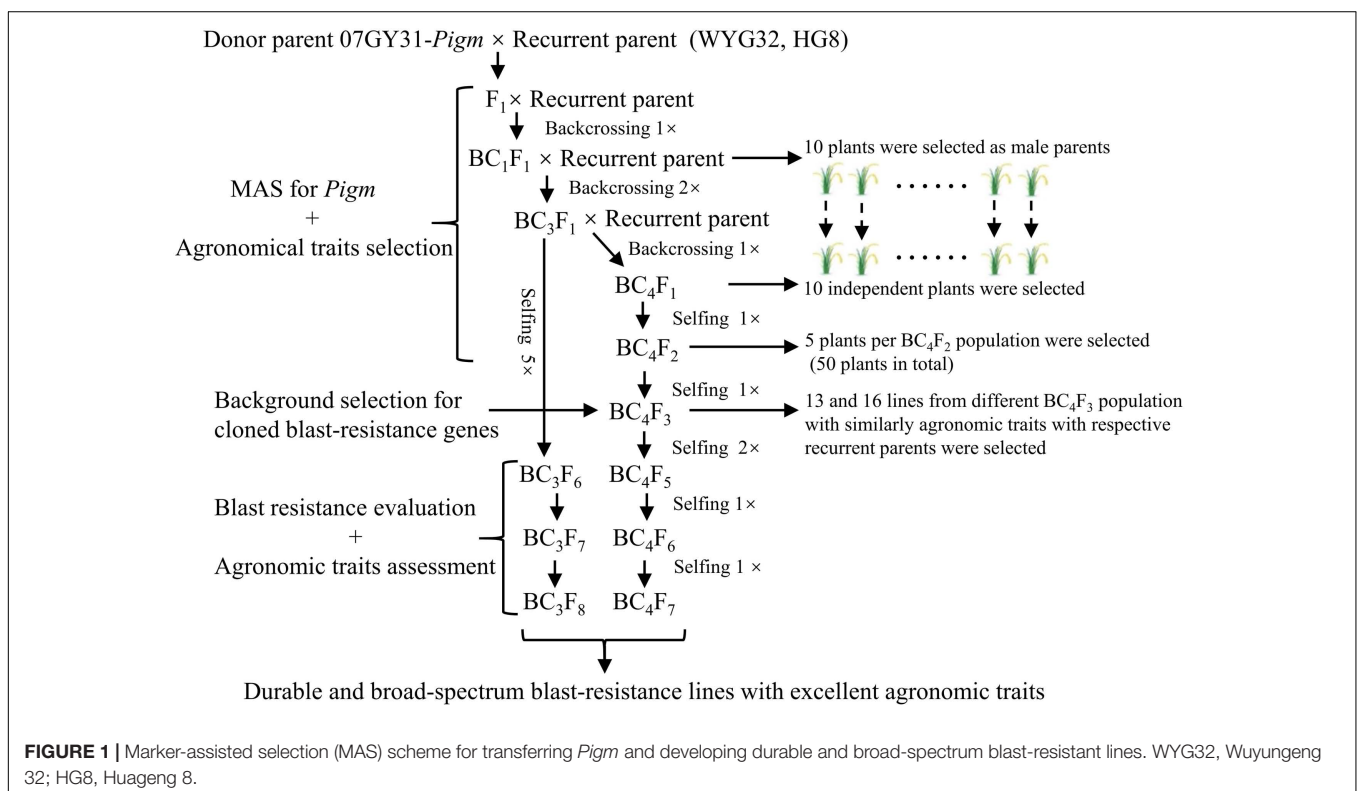 Donor parent 07GY31-Pigm × Recurrent parent (WYG32, HG8)
F₁× Recurrent parent
Backcrossing 1×
BC₁F₁ × Recurrent parent
10 plants were selected as male parents
Backcrossing 2×
MAS for Pigm
+
Agronomical traits selection
BC₃F₁ × Recurrent parent
Backcrossing 1×
BC₄F₁
10 independent plants were selected
Selfing 5×
Selfing 1×
BC₄F₂
5 plants per BC₄F₂ population were selected
(50 plants in total)
Selfing 1×
Background selection for
cloned blast-resistance genes
BC₄F₃
13 and 16 lines from different BC₄F₃ population
with similarly agronomic traits with respective
recurrent parents were selected
Selfing 2×
BC₃F₆
BC₄F₅
Selfing 1×
Blast resistance evaluation
+
Agronomic traits assessment
BC₃F₇
BC₄F₆
Selfing 1 ×
BC₃F₈
BC₄F₇
Durable and broad-spectrum blast-resistance lines with excellent agronomic traits
FIGURE 1 | Marker-assisted selection (MAS) scheme for transferring Pigm and developing durable and broad-spectrum blast-resistant lines. WYG32, Wuyungeng
32; HG8, Huageng 8.